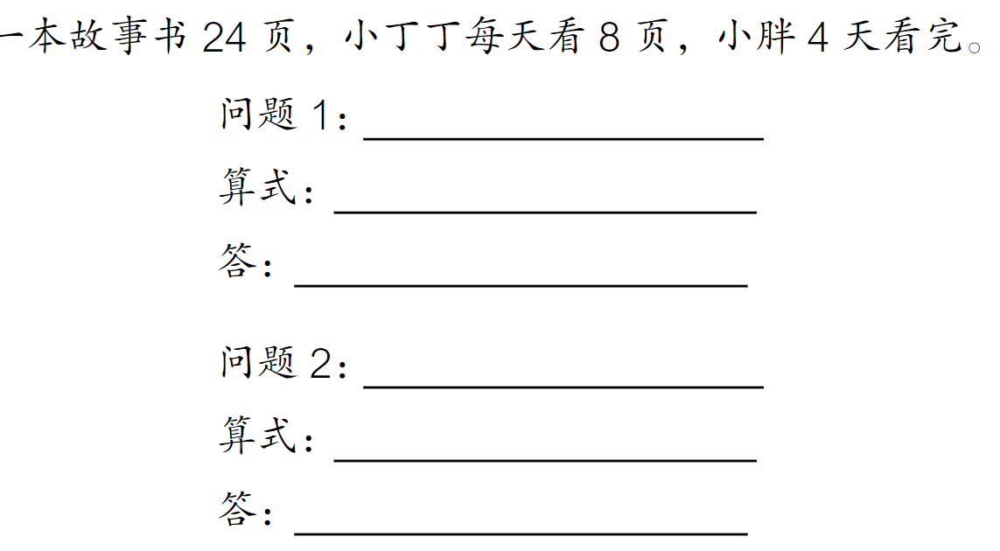 一本故事书 24 页，小丁丁每天看 8 页，小胖 4 天看完。
问题 1：
算式：
答：
问题 2：
算式：
答：